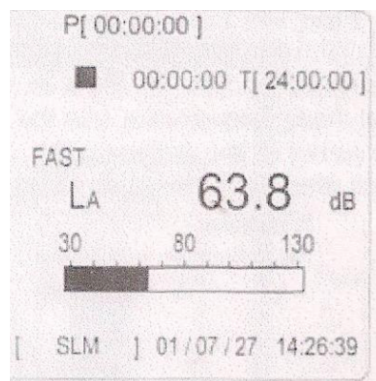 P[ 00:00:00 ]
00:00:00 T[ 24:00:00 ]
FAST
LA 63.8 dB
30 80 130
[ SLM ] 01/07/27 14:26:39